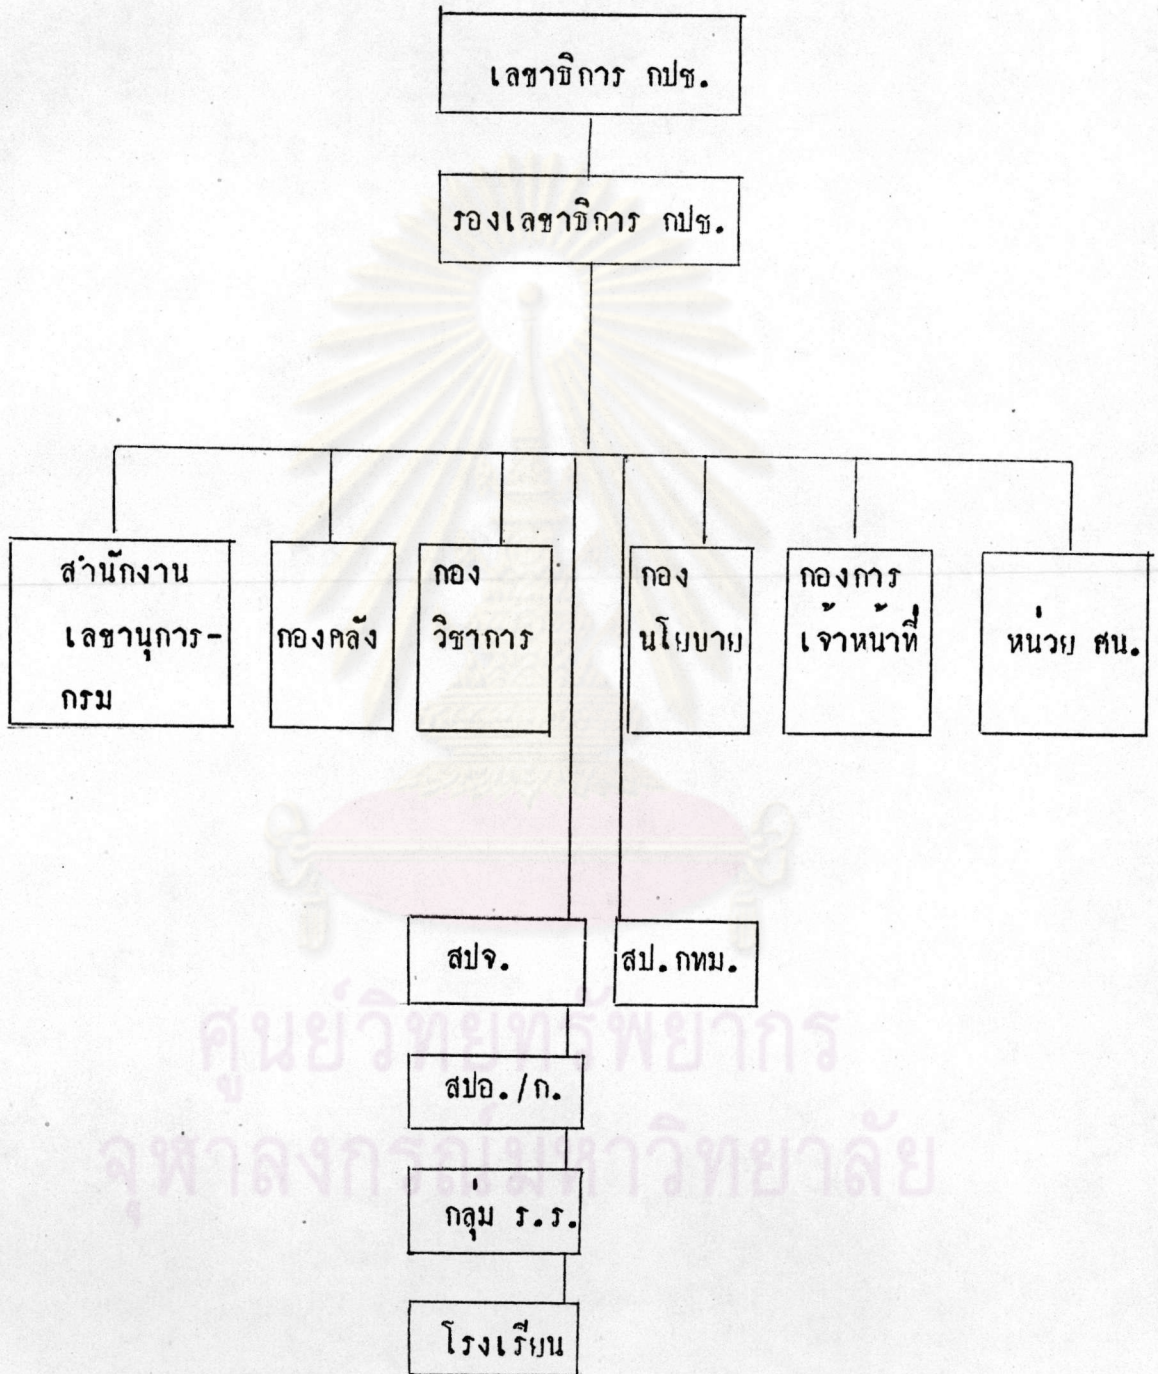 เลขาธิการ กปช.
รองเลขาธิการ กปช.
สำนักงาน
เลขานุการ-
กรม
กองคลัง
กอง
วิชาการ
กอง
นโยบาย
กองการ
เจ้าหน้าที่
หน่วย ศน.
สปจ.
สป.กทม.
สปอ./ก.
กลุ่ม ร.ร.
โรงเรียน
ศูนย์วิทยทรัพยากร
จุฬาลงกรณ์มหาวิทยาลัย